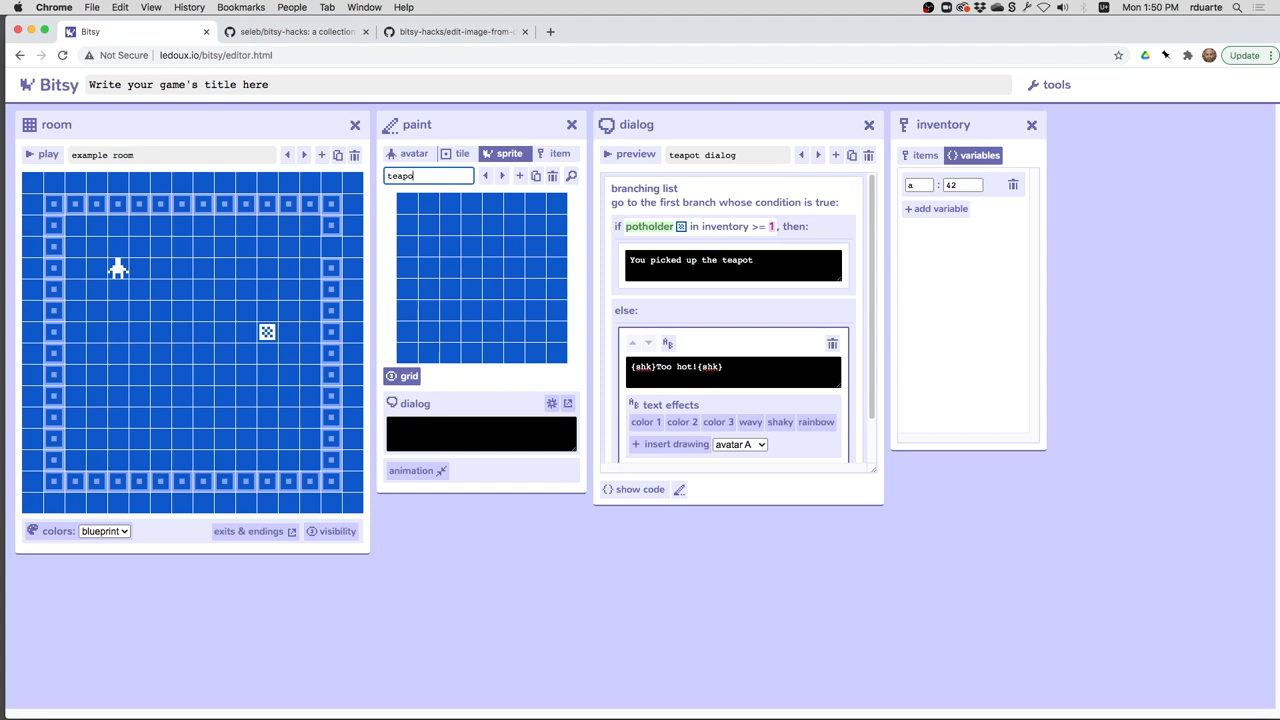 Chrome File Edit View History Bookmarks People Tab Window Help Mon 1:50 PM rduarte
Bitsy seleb/bitsy-hacks: a collection bitsy-hacks/edit-image-from-
Not Secure ledoux.io/bitsy/editor.html Update
Bitsy Write your game's title here tools
room
play example room
colors: blueprint exits & endings visibility
paint
avatar tile sprite item
teapo
grid
dialog
animation
dialog
preview teapot dialog
branching list
go to the first branch whose condition is true:
if potholder in inventory >= 1, then:
You picked up the teapot
else:
{shk}Too hot!{shk}
text effects
color 1 color 2 color 3 wavy shaky rainbow
+ insert drawing avatar A
{} show code
inventory
items {} variables
a : 42
+ add variable